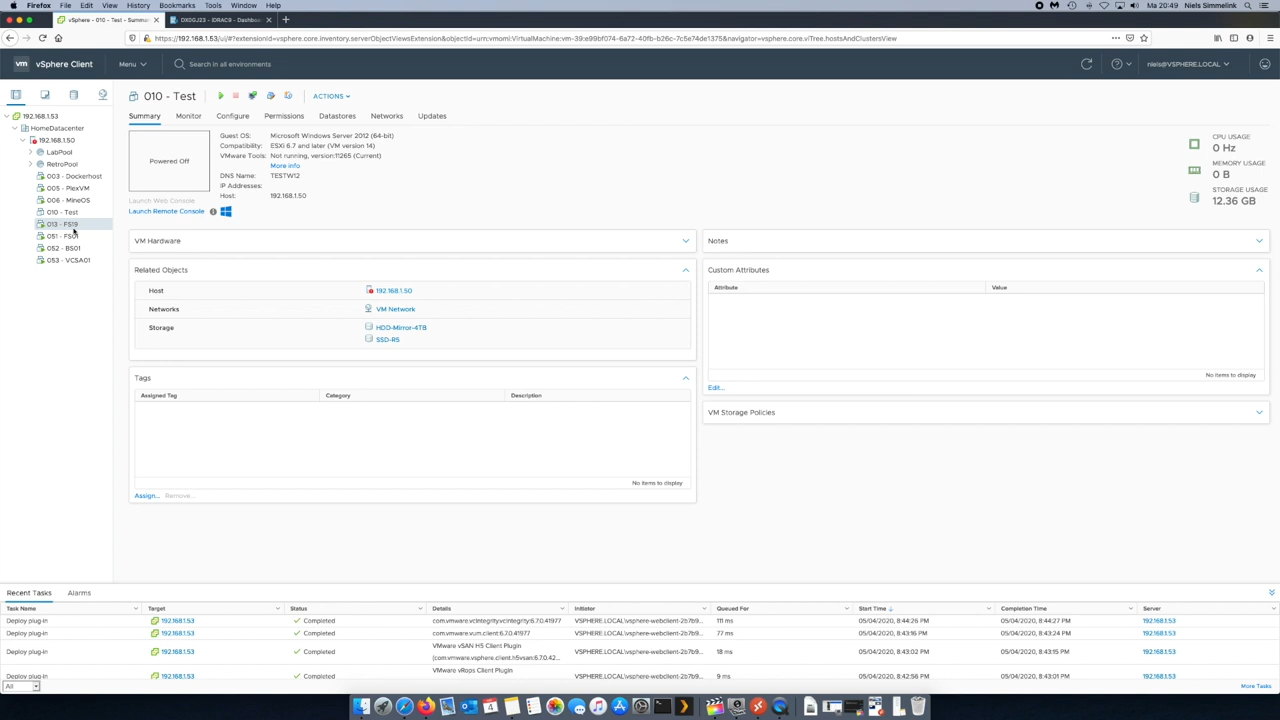 Firefox File Edit View History Bookmarks Tools Window Help Ma 20:49 Niels Simmelink
vSphere - 010 - Test - Summar
DX0GJ23 - iDRAC9 - Dashboa
https://192.168.1.53/ui/#?extensionId=vsphere.core.inventory.serverObjectViewsExtension&objectId=urn:vmomi:VirtualMachine:vm-39:e99bf074-6a72-40fb-b26c-7c5e74de1375&navigator=vsphere.core.viTree.hostsAndClustersView
vm vSphere Client Menu Search in all environments niels@VSPHERE.LOCAL
192.168.1.53
HomeDatacenter
192.168.1.50
LabPool
RetroPool
003 - Dockerhost
005 - PlexVM
006 - MineOS
010 - Test
013 - FS19
051 - FS01
052 - BS01
053 - VCSA01
010 - Test ACTIONS
Summary Monitor Configure Permissions Datastores Networks Updates
Powered Off
Launch Web Console
Launch Remote Console
Guest OS: Microsoft Windows Server 2012 (64-bit)
Compatibility: ESXi 6.7 and later (VM version 14)
VMware Tools: Not running, version:11265 (Current)
More info
DNS Name: TESTW12
IP Addresses:
Host: 192.168.1.50
CPU USAGE
0 Hz
MEMORY USAGE
0 B
STORAGE USAGE
12.36 GB
VM Hardware
Related Objects
Host 192.168.1.50
Networks VM Network
Storage HDD-Mirror-4TB
SSD-R5
Tags
Assigned Tag Category Description
No items to display
Assign... Remove...
Notes
Custom Attributes
Attribute Value
No items to display
Edit...
VM Storage Policies
Recent Tasks Alarms
Task Name Target Status Details Initiator Queued For Start Time Completion Time Server
Deploy plug-in 192.168.1.53 Completed com.vmware.vcIntegrity.vcIntegrity:6.7.0.41977 VSPHERE.LOCAL\vsphere-webclient-2b7b9... 111 ms 05/04/2020, 8:44:26 PM 05/04/2020, 8:44:27 PM 192.168.1.53
Deploy plug-in 192.168.1.53 Completed com.vmware.vum.client:6.7.0.41977 VSPHERE.LOCAL\vsphere-webclient-2b7b9... 77 ms 05/04/2020, 8:43:16 PM 05/04/2020, 8:43:24 PM 192.168.1.53
Deploy plug-in 192.168.1.53 Completed VMware vSAN H5 Client Plugin (com.vmware.vsphere.client.h5vsan:6.7.0.42... VSPHERE.LOCAL\vsphere-webclient-2b7b9... 18 ms 05/04/2020, 8:43:02 PM 05/04/2020, 8:43:15 PM 192.168.1.53
Deploy plug-in 192.168.1.53 Completed VMware vRops Client Plugin VSPHERE.LOCAL\vsphere-webclient-2b7b9... 9 ms 05/04/2020, 8:42:56 PM 05/04/2020, 8:43:01 PM 192.168.1.53
All More Tasks